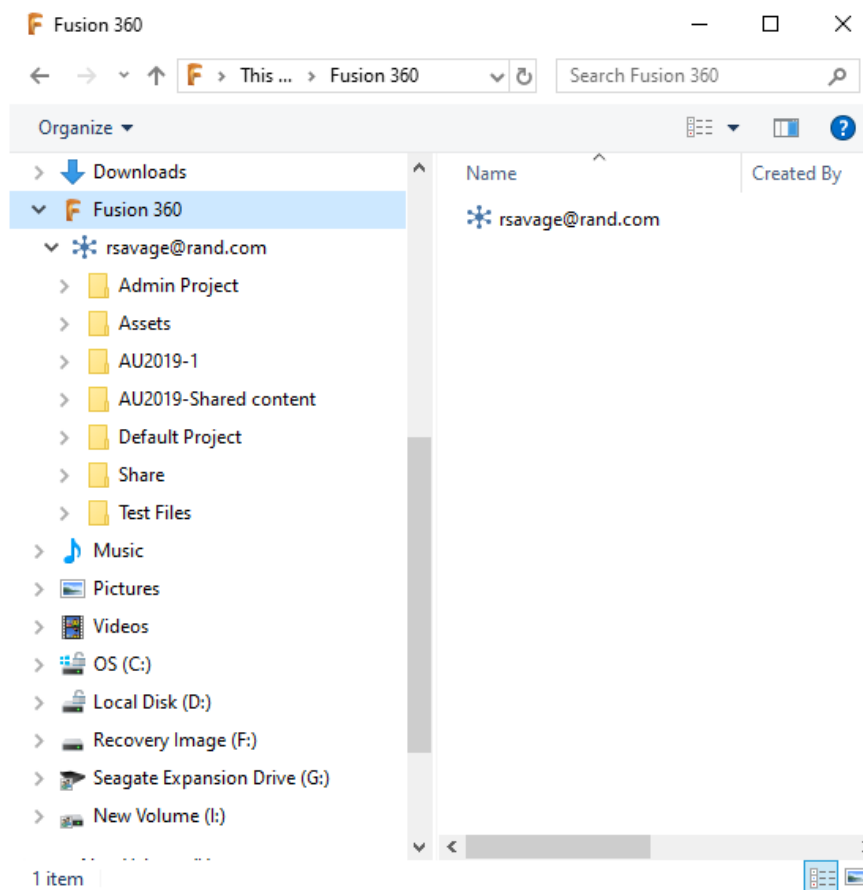 Fusion 360
This ... > Fusion 360
Search Fusion 360
Organize
Downloads
Fusion 360
rsavage@rand.com
Admin Project
Assets
AU2019-1
AU2019-Shared content
Default Project
Share
Test Files
Music
Pictures
Videos
OS (C:)
Local Disk (D:)
Recovery Image (F:)
Seagate Expansion Drive (G:)
New Volume (I:)
Name
Created By
rsavage@rand.com
1 item